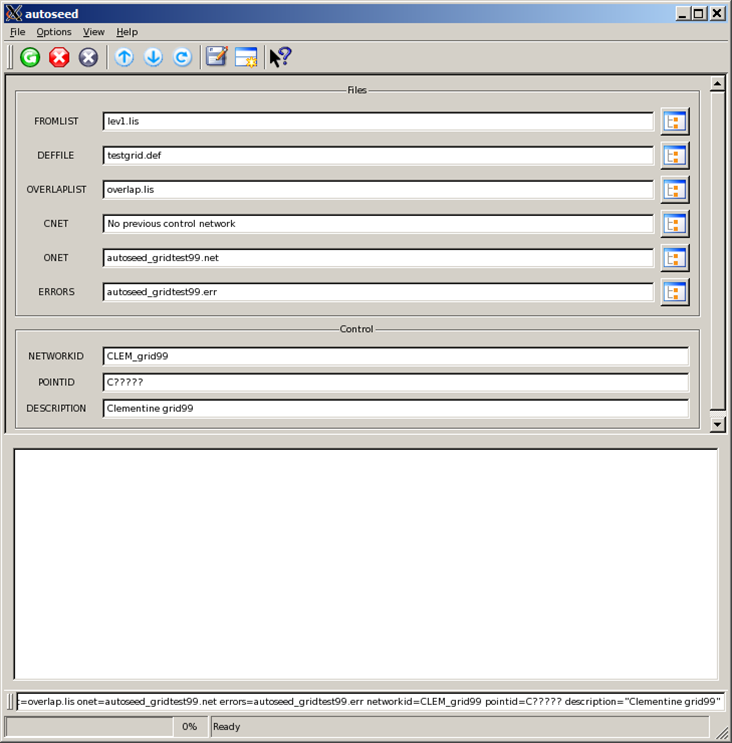 autoseed
File Options View Help
Files
FROMLIST lev1.lis
DEFFILE testgrid.def
OVERLAPLIST overlap.lis
CNET No previous control network
ONET autoseed_gridtest99.net
ERRORS autoseed_gridtest99.err
Control
NETWORKID CLEM_grid99
POINTID C?????
DESCRIPTION Clementine grid99
=overlap.lis onet=autoseed_gridtest99.net errors=autoseed_gridtest99.err networkid=CLEM_grid99 pointid=C????? description="Clementine grid99"
0% Ready